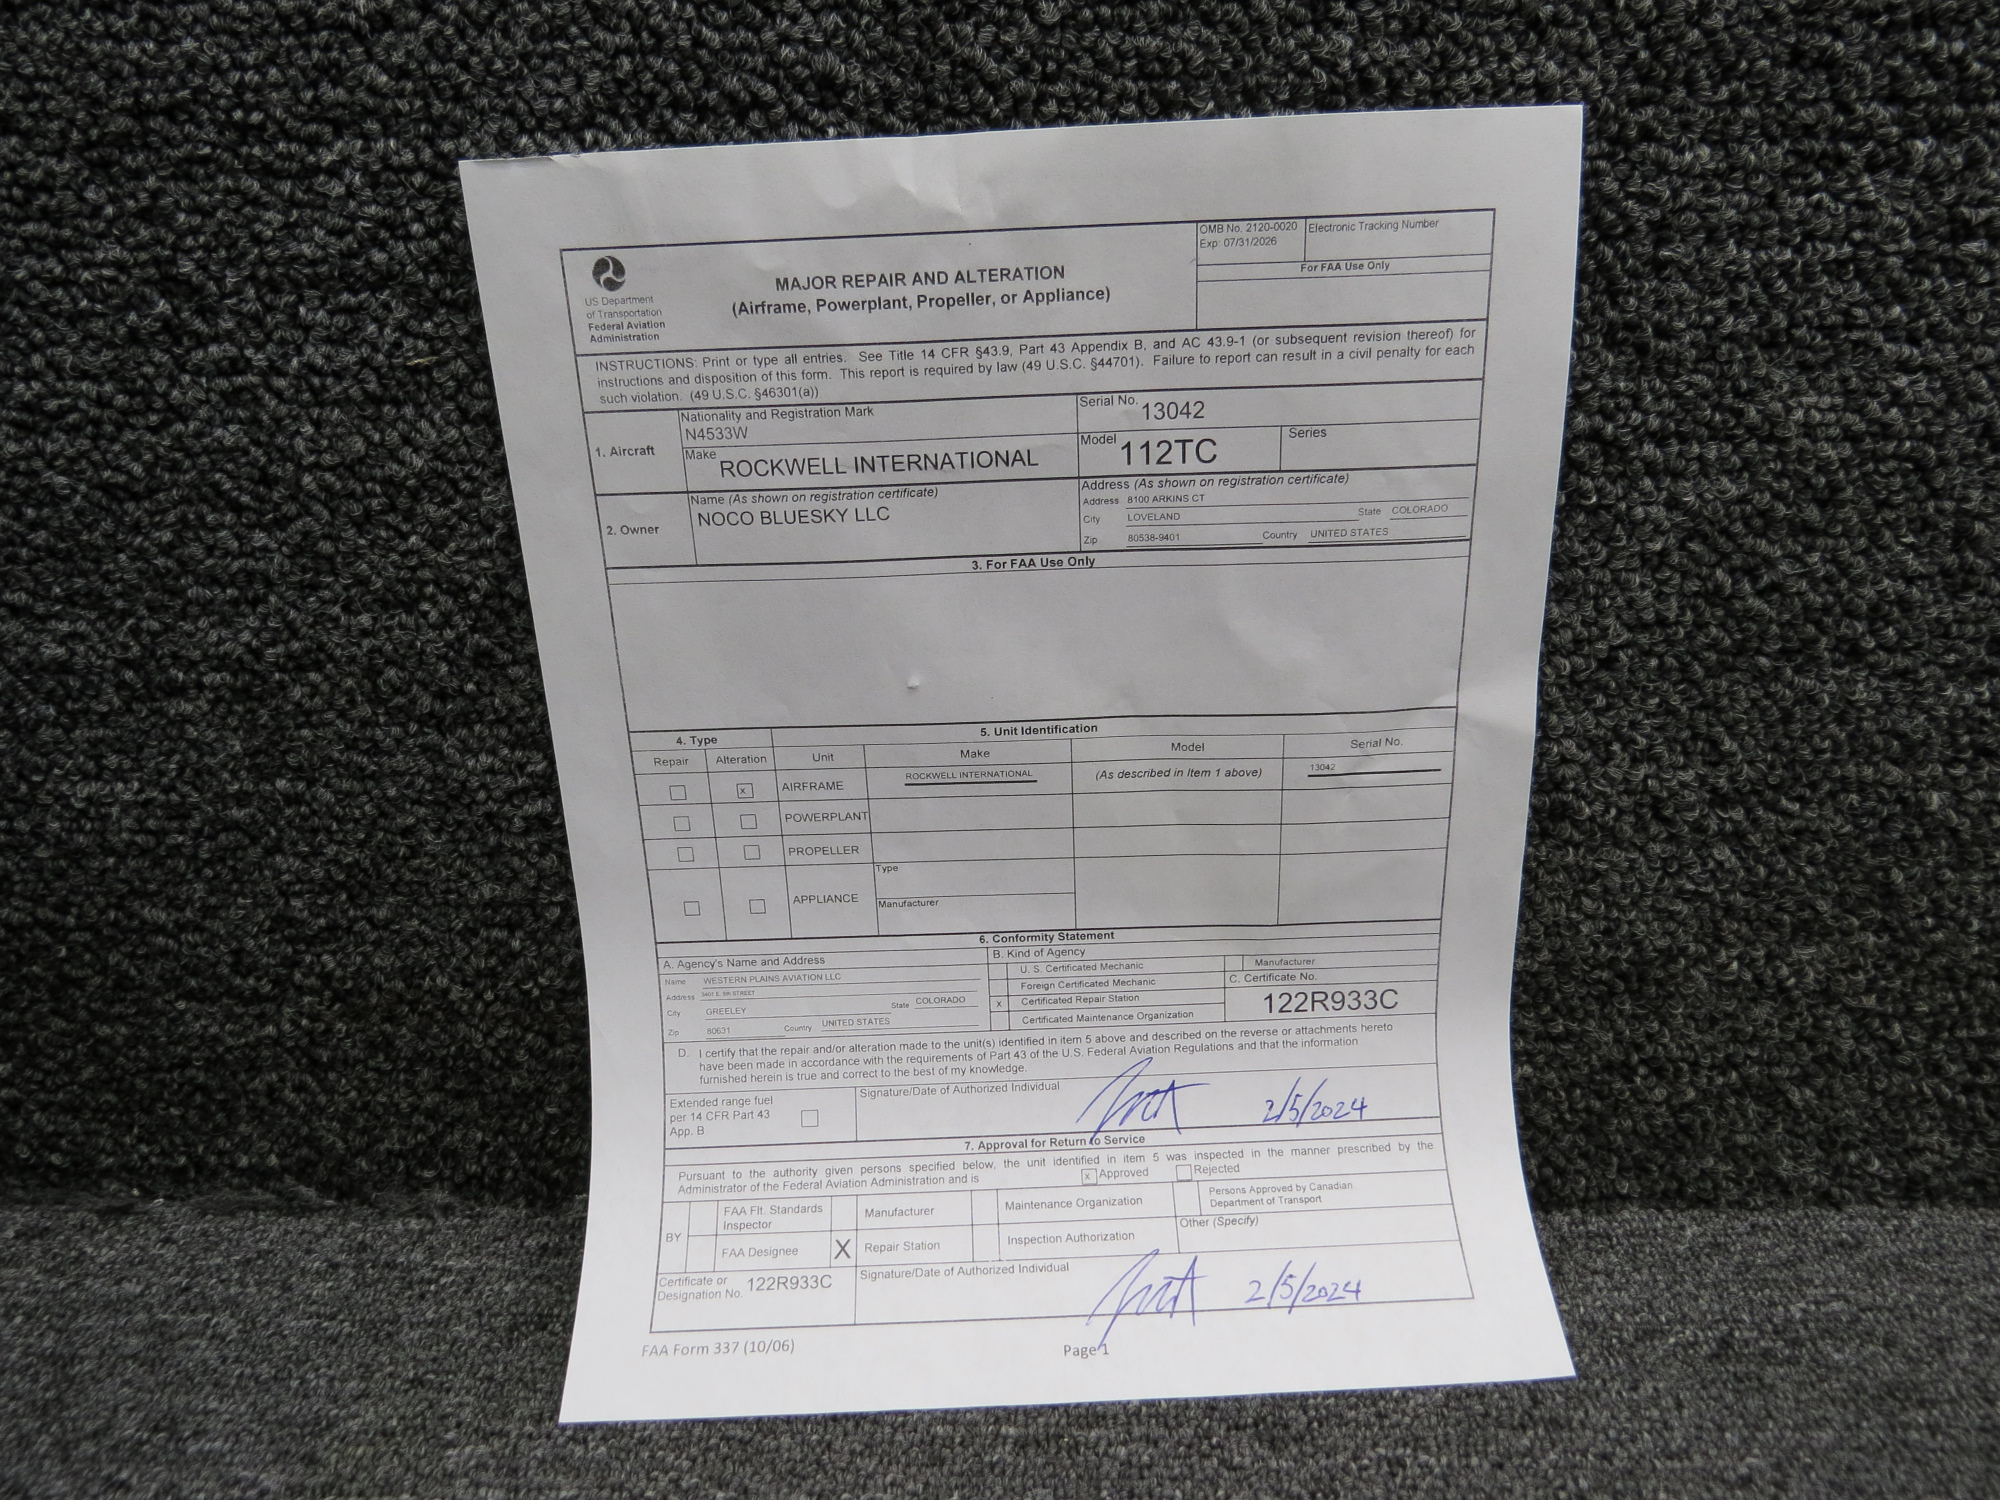 OMB No. 2120-0020
Exp: 07/31/2026
Electronic Tracking Number
For FAA Use Only
US Department
of Transportation
Federal Aviation
Administration
MAJOR REPAIR AND ALTERATION
(Airframe, Powerplant, Propeller, or Appliance)
INSTRUCTIONS: Print or type all entries. See Title 14 CFR §43.9, Part 43 Appendix B, and AC 43.9-1 (or subsequent revision thereof) for
instructions and disposition of this form. This report is required by law (49 U.S.C. §44701). Failure to report can result in a civil penalty for each
such violation. (49 U.S.C. §46301(a))
1. Aircraft
Nationality and Registration Mark
N4533W
Serial No. 13042
Make ROCKWELL INTERNATIONAL
Model 112TC
Series
2. Owner
Name (As shown on registration certificate)
NOCO BLUESKY LLC
Address (As shown on registration certificate)
Address 8100 ARKINS CT
City LOVELAND State COLORADO
Zip 80538-9401 Country UNITED STATES
3. For FAA Use Only
4. Type
5. Unit Identification
Repair Alteration Unit Make Model Serial No.
x AIRFRAME ROCKWELL INTERNATIONAL (As described in Item 1 above) 13042
POWERPLANT
PROPELLER
APPLIANCE
Type
Manufacturer
6. Conformity Statement
A. Agency's Name and Address
Name WESTERN PLAINS AVIATION LLC
Address 5401 E. 9th STREET
City GREELEY State COLORADO
Zip 80631 Country UNITED STATES
B. Kind of Agency
U. S. Certificated Mechanic
Foreign Certificated Mechanic
x Certificated Repair Station
Certificated Maintenance Organization
Manufacturer
C. Certificate No.
122R933C
D. I certify that the repair and/or alteration made to the unit(s) identified in item 5 above and described on the reverse or attachments hereto
have been made in accordance with the requirements of Part 43 of the U.S. Federal Aviation Regulations and that the information
furnished herein is true and correct to the best of my knowledge.
Extended range fuel
per 14 CFR Part 43
App. B
Signature/Date of Authorized Individual
2/5/2024
7. Approval for Return to Service
Pursuant to the authority given persons specified below, the unit identified in item 5 was inspected in the manner prescribed by the
Administrator of the Federal Aviation Administration and is x Approved Rejected
BY
FAA Flt. Standards
Inspector
Manufacturer
Maintenance Organization
Persons Approved by Canadian
Department of Transport
FAA Designee
X Repair Station
Inspection Authorization
Other (Specify)
Certificate or
Designation No. 122R933C
Signature/Date of Authorized Individual
2/5/2024
FAA Form 337 (10/06)
Page 1